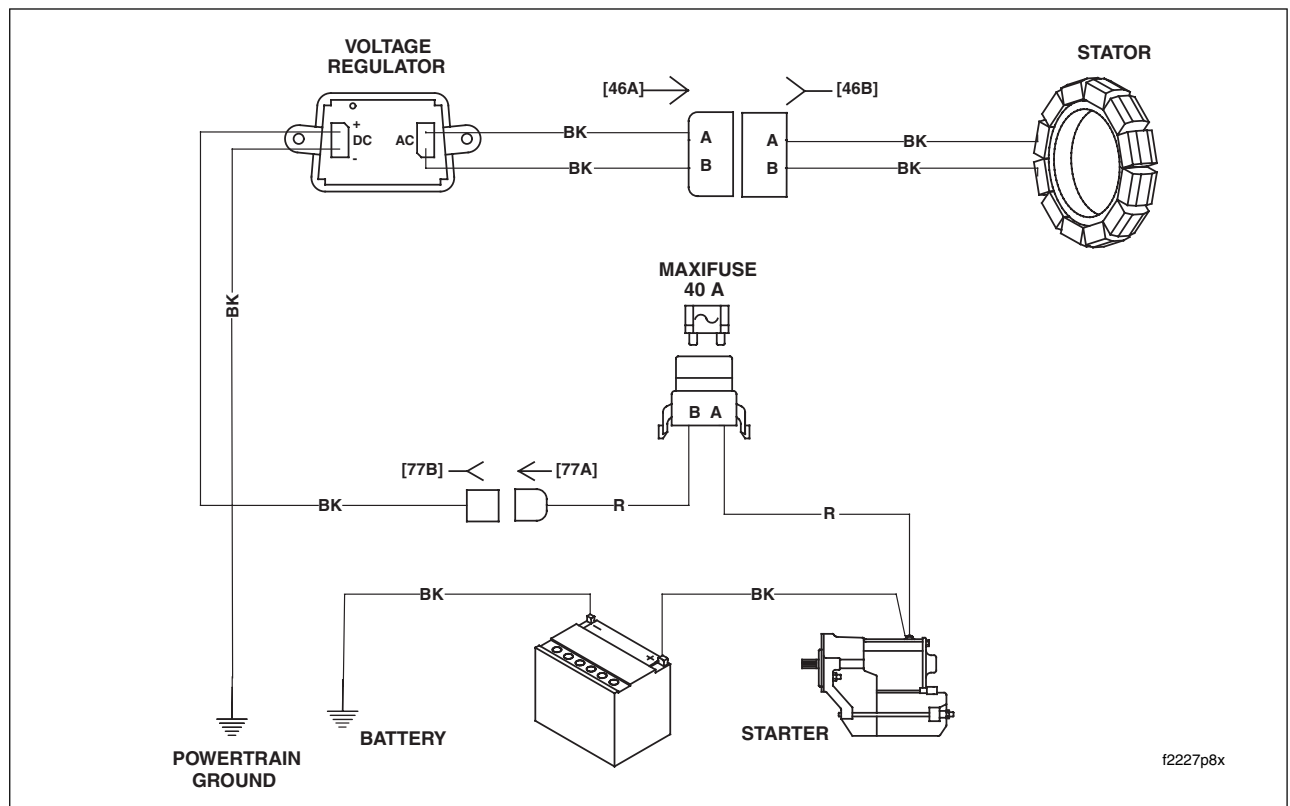 VOLTAGE
REGULATOR
STATOR
[46A]
[46B]
+
DC
-
AC
BK
BK
A
B
A
B
BK
BK
BK
MAXIFUSE
40 A
B A
[77B]
[77A]
BK
R
R
BK
BK
-
+
BATTERY
STARTER
POWERTRAIN
GROUND
f2227p8x